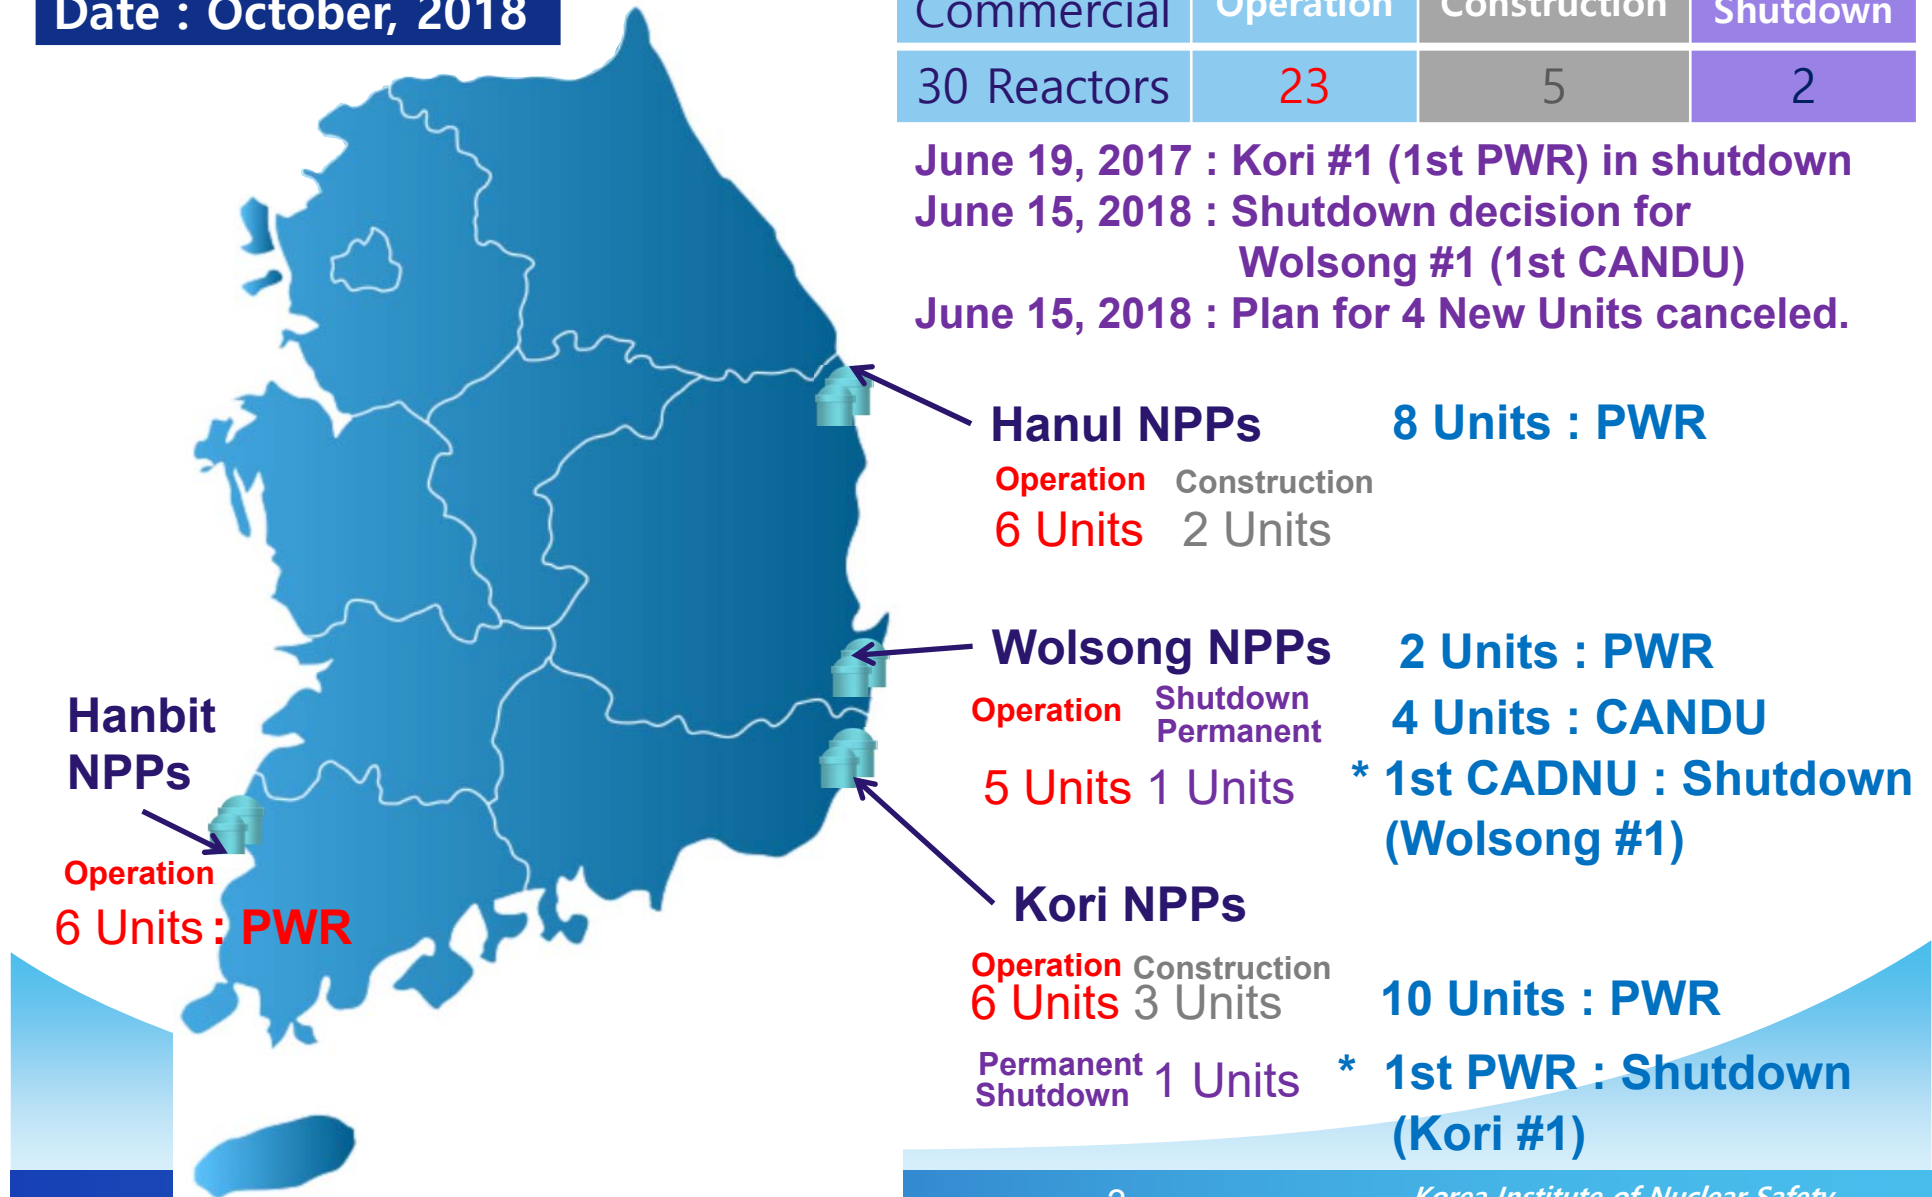 Date : October, 2018
Commercial Operation Construction Shutdown
30 Reactors 23 5 2
June 19, 2017 : Kori #1 (1st PWR) in shutdown
June 15, 2018 : Shutdown decision for
Wolsong #1 (1st CANDU)
June 15, 2018 : Plan for 4 New Units canceled.
Hanul NPPs 8 Units : PWR
Operation Construction
6 Units 2 Units
Wolsong NPPs 2 Units : PWR
Operation Shutdown Permanent 4 Units : CANDU
5 Units 1 Units * 1st CADNU : Shutdown
(Wolsong #1)
Hanbit
NPPs
Operation
6 Units : PWR
Kori NPPs
Operation Construction
6 Units 3 Units 10 Units : PWR
Permanent
Shutdown 1 Units * 1st PWR : Shutdown
(Kori #1)
Korea Institute of Nuclear Safety